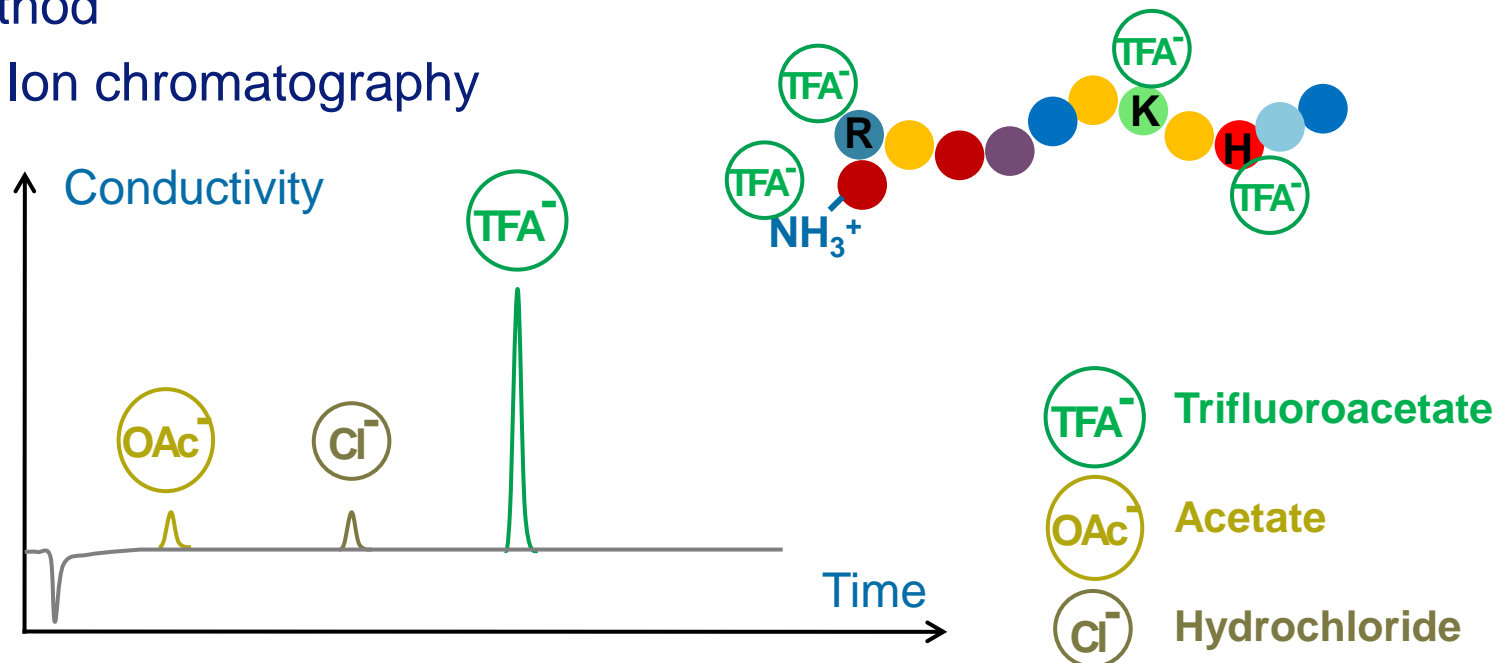 Ion chromatography
Conductivity
TFA⁻
OAc⁻
Cl⁻
Time
TFA⁻
TFA⁻
TFA⁻
R
K
H
TFA⁻
NH₃⁺
TFA⁻ Trifluoroacetate
OAc⁻ Acetate
Cl⁻ Hydrochloride